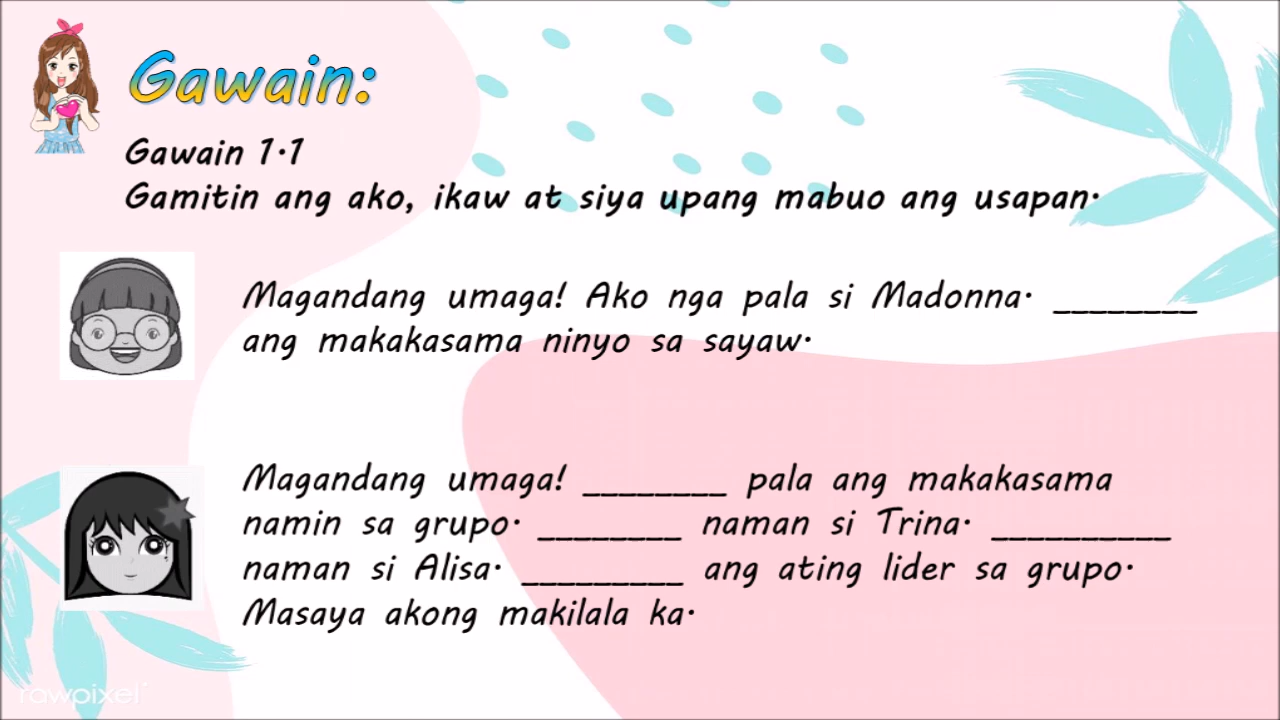 Gawain:
Gawain 1.1
Gamitin ang ako, ikaw at siya upang mabuo ang usapan.
Magandang umaga! Ako nga pala si Madonna. ________
ang makakasama ninyo sa sayaw.
Magandang umaga! ________ pala ang makakasama
namin sa grupo. ________ naman si Trina. __________
naman si Alisa. _________ ang ating lider sa grupo.
Masaya akong makilala ka.
rawpixel